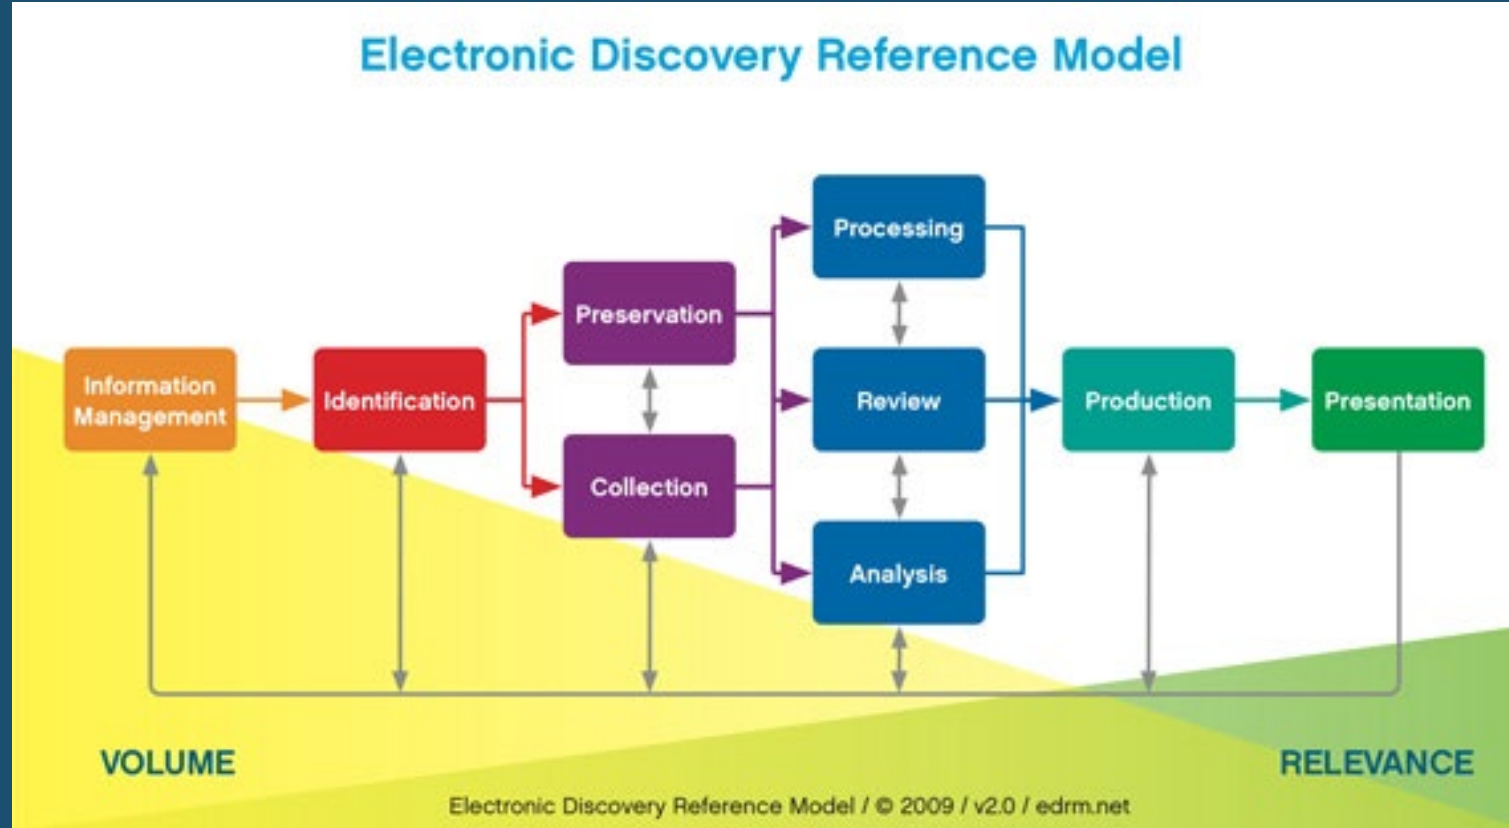 Electronic Discovery Reference Model
Processing
Preservation
Information
Management
Identification
Review
Production
Presentation
Collection
Analysis
VOLUME
RELEVANCE
Electronic Discovery Reference Model / © 2009 / v2.0 / edrm.net